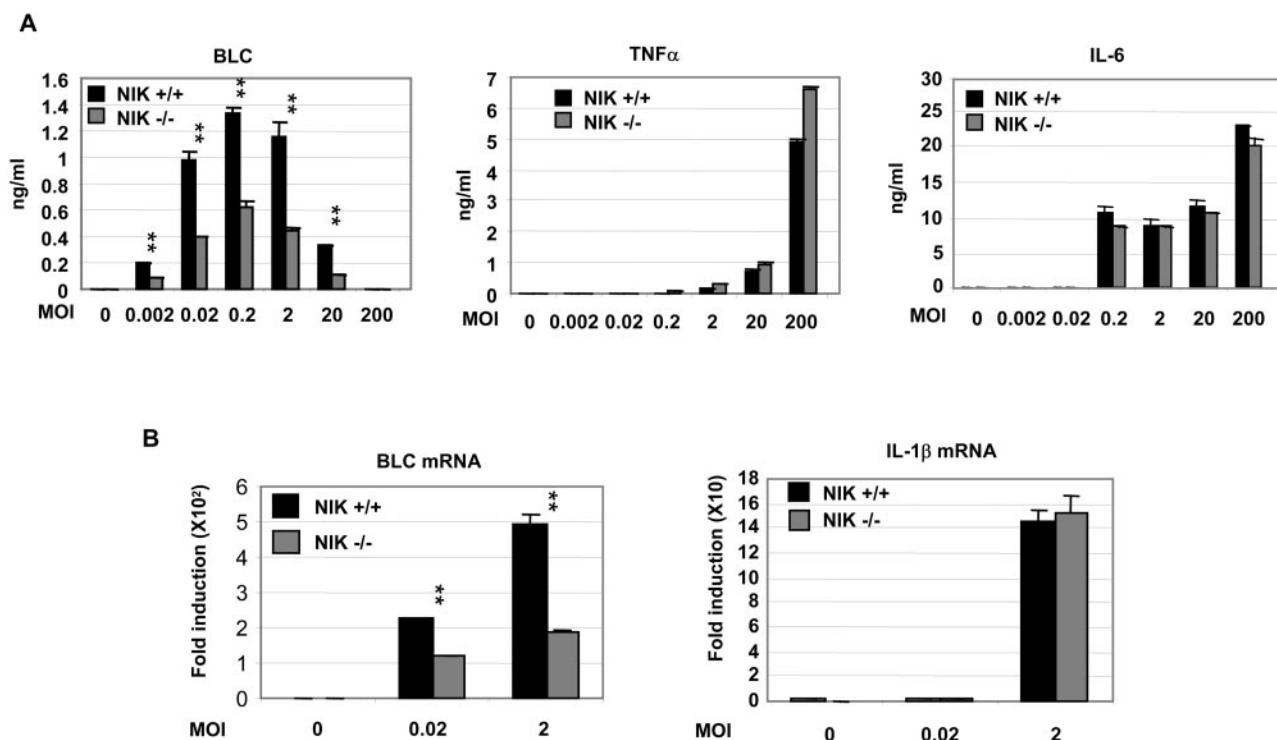 A
BLC
1.6
1.4
1.2
1
0.8
0.6
0.4
0.2
0
ng/ml
NIK +/+
NIK -/-
**
**
**
**
**
MOI 0 0.002 0.02 0.2 2 20 200
TNFα
7
6
5
4
3
2
1
0
ng/ml
NIK +/+
NIK -/-
MOI 0 0.002 0.02 0.2 2 20 200
IL-6
30
25
20
15
10
5
0
ng/ml
NIK +/+
NIK -/-
MOI 0 0.002 0.02 0.2 2 20 200
B
BLC mRNA
6
5
4
3
2
1
0
Fold induction (X10²)
NIK +/+
NIK -/-
**
**
MOI 0 0.02 2
IL-1β mRNA
18
16
14
12
10
8
6
4
2
0
Fold induction (X10)
NIK +/+
NIK -/-
MOI 0 0.02 2